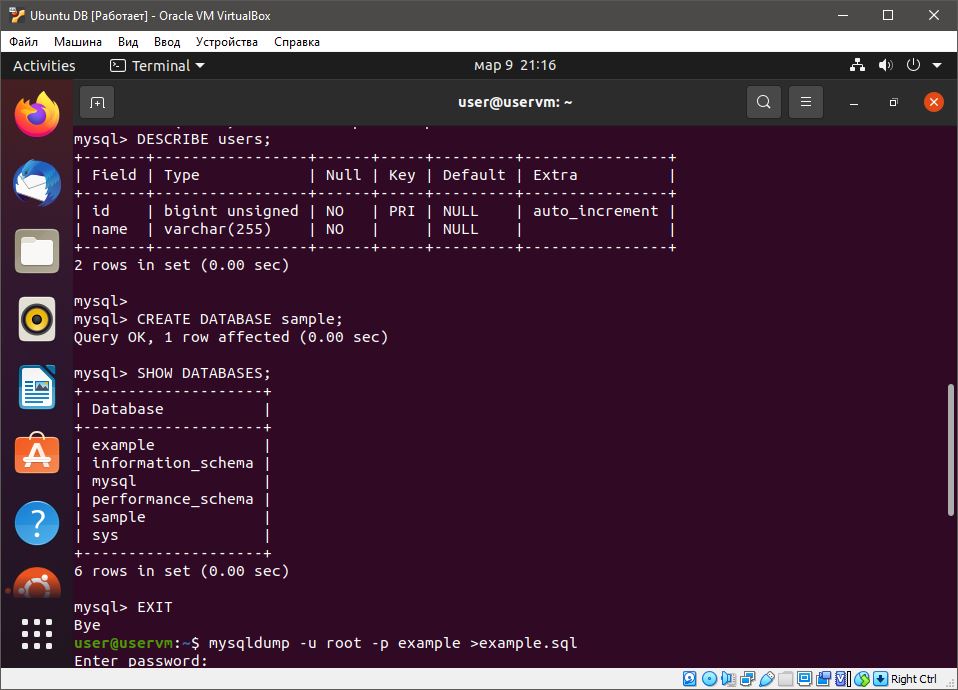 Ubuntu DB [Работает] - Oracle VM VirtualBox
Файл Машина Вид Ввод Устройства Справка
Activities Terminal мар 9 21:16
user@uservm: ~
mysql> DESCRIBE users;
+-------+-----------------+------+-----+---------+----------------+
| Field | Type            | Null | Key | Default | Extra          |
+-------+-----------------+------+-----+---------+----------------+
| id    | bigint unsigned | NO   | PRI | NULL    | auto_increment |
| name  | varchar(255)    | NO   |     | NULL    |                |
+-------+-----------------+------+-----+---------+----------------+
2 rows in set (0.00 sec)
mysql>
mysql> CREATE DATABASE sample;
Query OK, 1 row affected (0.00 sec)
mysql> SHOW DATABASES;
+--------------------+
| Database           |
+--------------------+
| example            |
| information_schema |
| mysql              |
| performance_schema |
| sample             |
| sys                |
+--------------------+
6 rows in set (0.00 sec)
mysql> EXIT
Bye
user@uservm:~$ mysqldump -u root -p example >example.sql
Enter password:
Right Ctrl